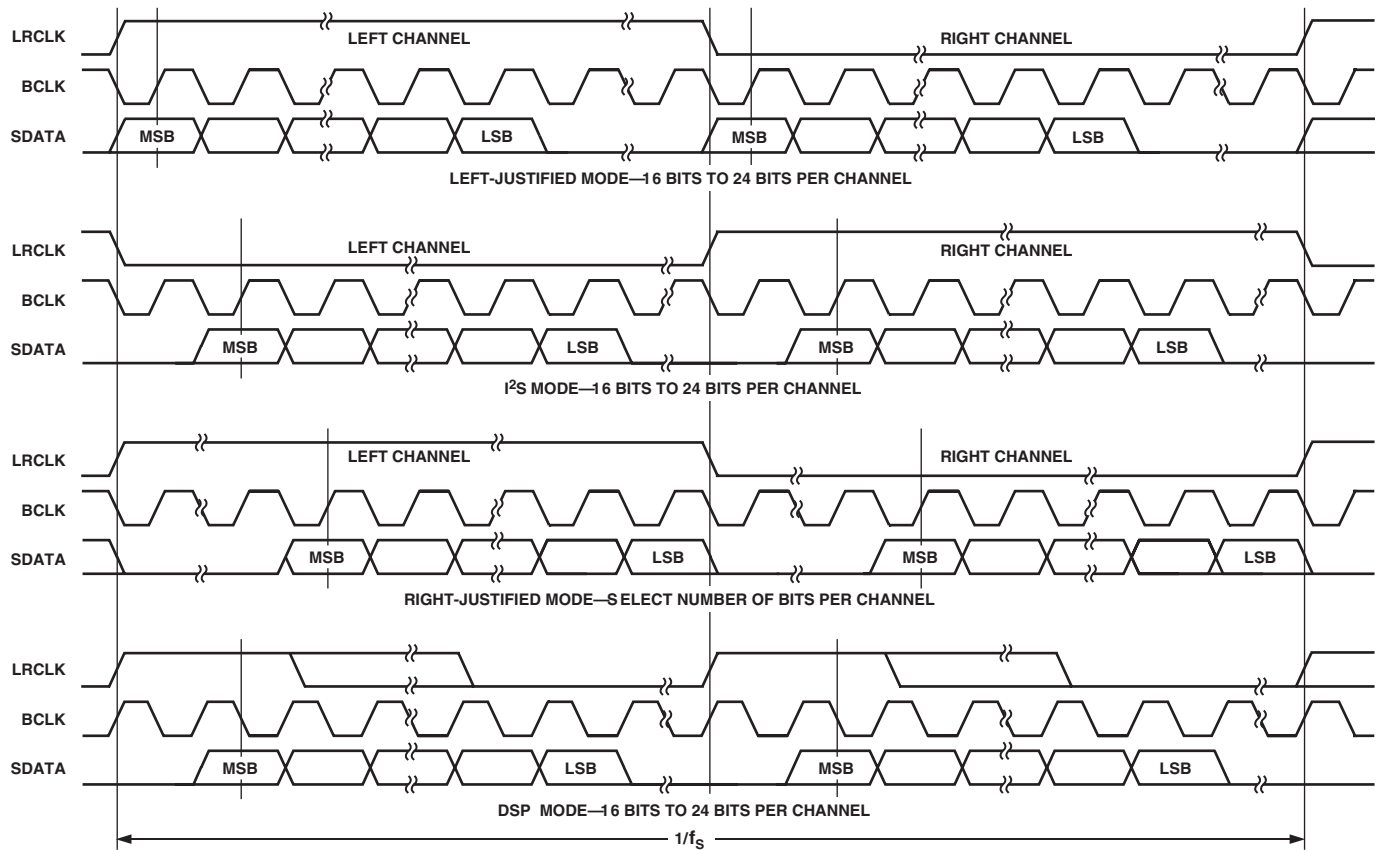 LRCLK LEFT CHANNEL RIGHT CHANNEL
BCLK
SDATA MSB LSB MSB LSB
LEFT-JUSTIFIED MODE—16 BITS TO 24 BITS PER CHANNEL
LRCLK LEFT CHANNEL RIGHT CHANNEL
BCLK
SDATA MSB LSB MSB LSB
I²S MODE—16 BITS TO 24 BITS PER CHANNEL
LRCLK LEFT CHANNEL RIGHT CHANNEL
BCLK
SDATA MSB LSB MSB LSB
RIGHT-JUSTIFIED MODE—SELECT NUMBER OF BITS PER CHANNEL
LRCLK
BCLK
SDATA MSB LSB MSB LSB
DSP MODE—16 BITS TO 24 BITS PER CHANNEL
1/fS